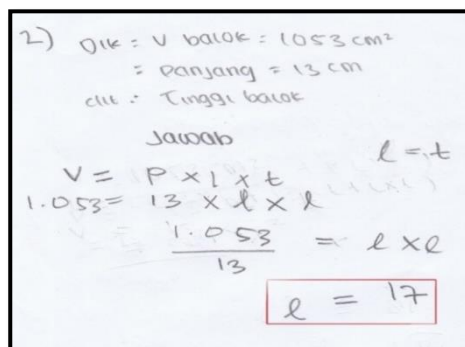 2) Dik = V balok = 1053 cm²
= Panjang = 13 cm
dit : Tinggi balok
Jawab
l = t
V = P x l x t
1.053 = 13 x l x l
1.053 / 13 = l x l
l = 17